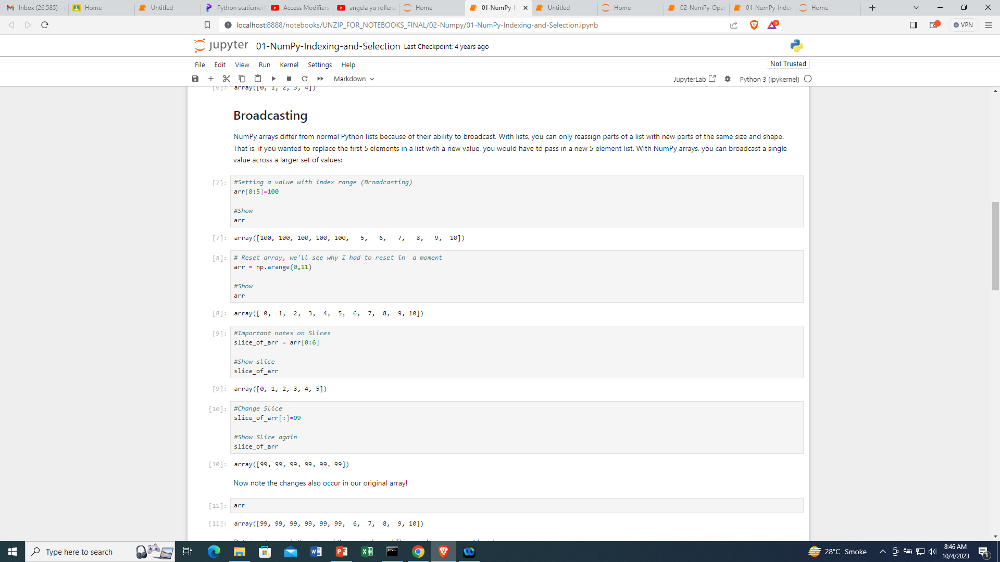 Inbox (26,585) - c
Home
Untitled
Python staticmet
Access Modifiers
angela yu rollerco
Home
01-NumPy-I
Untitled
Home
02-NumPy-Oper
01-NumPy-Index
Home
localhost:8888/notebooks/UNZIP_FOR_NOTEBOOKS_FINAL/02-Numpy/01-NumPy-Indexing-and-Selection.ipynb
1
VPN
jupyter 01-NumPy-Indexing-and-Selection Last Checkpoint: 4 years ago
File Edit View Run Kernel Settings Help
Not Trusted
Markdown
JupyterLab
Python 3 (ipykernel)
[6]: array([0, 1, 2, 3, 4])
Broadcasting
NumPy arrays differ from normal Python lists because of their ability to broadcast. With lists, you can only reassign parts of a list with new parts of the same size and shape.
That is, if you wanted to replace the first 5 elements in a list with a new value, you would have to pass in a new 5 element list. With NumPy arrays, you can broadcast a single
value across a larger set of values:
[7]: #Setting a value with index range (Broadcasting)
arr[0:5]=100
#Show
arr
[7]: array([100, 100, 100, 100, 100, 5, 6, 7, 8, 9, 10])
[8]: # Reset array, we'll see why I had to reset in  a moment
arr = np.arange(0,11)
#Show
arr
[8]: array([ 0, 1, 2, 3, 4, 5, 6, 7, 8, 9, 10])
[9]: #Important notes on Slices
slice_of_arr = arr[0:6]
#Show slice
slice_of_arr
[9]: array([0, 1, 2, 3, 4, 5])
[10]: #Change Slice
slice_of_arr[:]=99
#Show Slice again
slice_of_arr
[10]: array([99, 99, 99, 99, 99, 99])
Now note the changes also occur in our original array!
[11]: arr
[11]: array([99, 99, 99, 99, 99, 99, 6, 7, 8, 9, 10])
Type here to search
28°C Smoke
8:46 AM
10/4/2023
1